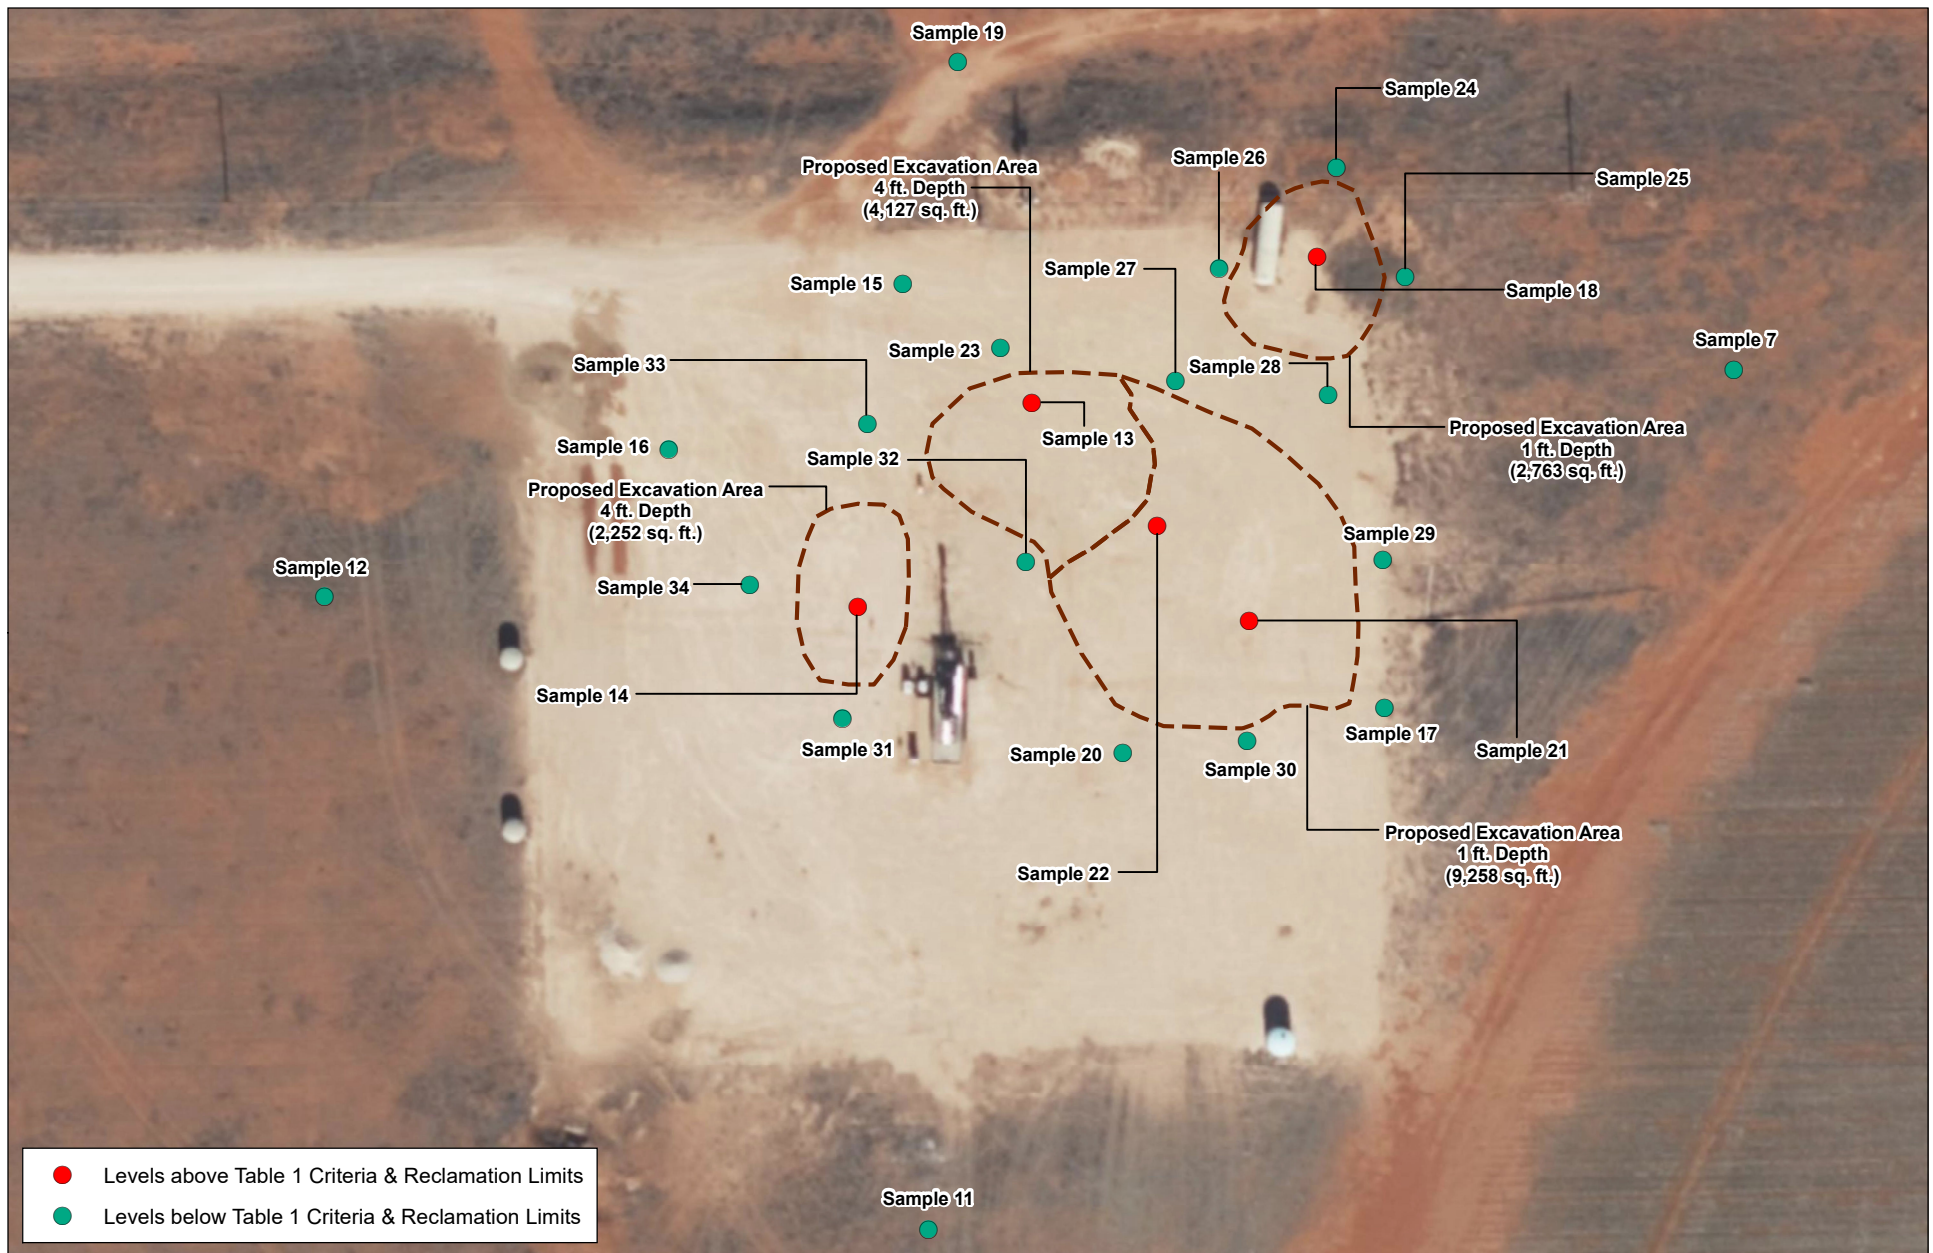 Sample 19
Sample 24
Sample 26
Proposed Excavation Area
4 ft. Depth
(4,127 sq. ft.)
Sample 25
Sample 27
Sample 15
Sample 18
Sample 7
Sample 23
Sample 33
Sample 28
Sample 13
Proposed Excavation Area
1 ft. Depth
(2,763 sq. ft.)
Sample 16
Sample 32
Proposed Excavation Area
4 ft. Depth
(2,252 sq. ft.)
Sample 29
Sample 12
Sample 34
Sample 14
Sample 17
Sample 31
Sample 20
Sample 21
Sample 30
Proposed Excavation Area
1 ft. Depth
(9,258 sq. ft.)
Sample 22
Levels above Table 1 Criteria & Reclamation Limits
Levels below Table 1 Criteria & Reclamation Limits
Sample 11